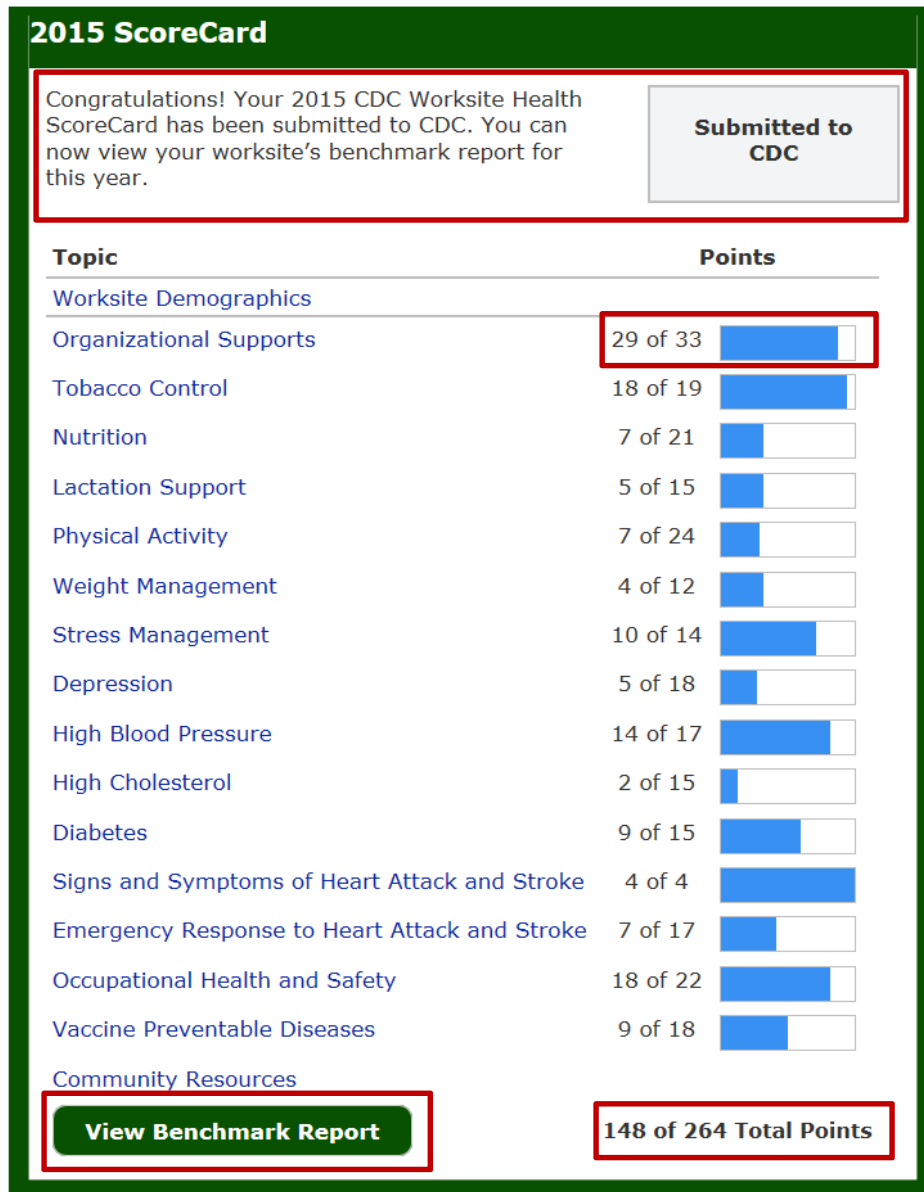 2015 ScoreCard
Congratulations! Your 2015 CDC Worksite Health
ScoreCard has been submitted to CDC. You can
now view your worksite's benchmark report for
this year.
Submitted to
CDC
Topic Points
Worksite Demographics
Organizational Supports 29 of 33
Tobacco Control 18 of 19
Nutrition 7 of 21
Lactation Support 5 of 15
Physical Activity 7 of 24
Weight Management 4 of 12
Stress Management 10 of 14
Depression 5 of 18
High Blood Pressure 14 of 17
High Cholesterol 2 of 15
Diabetes 9 of 15
Signs and Symptoms of Heart Attack and Stroke 4 of 4
Emergency Response to Heart Attack and Stroke 7 of 17
Occupational Health and Safety 18 of 22
Vaccine Preventable Diseases 9 of 18
Community Resources
View Benchmark Report 148 of 264 Total Points